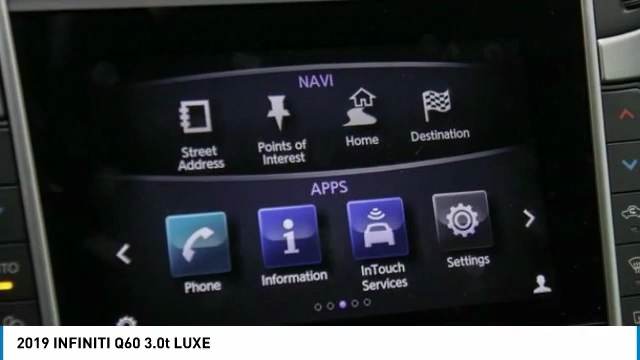 NAVI
Street
Address
Points of
Interest
Home
Destination
APPS
Phone
Information
InTouch
Services
Settings
2019 INFINITI Q60 3.0t LUXE